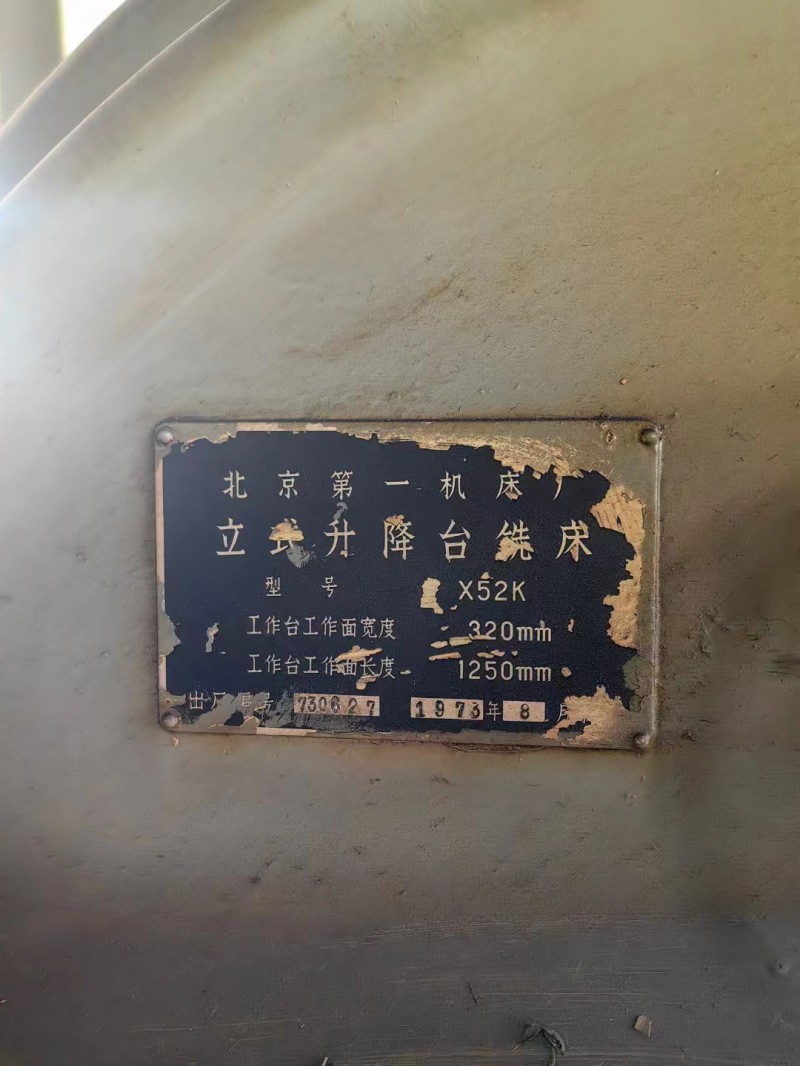 北京第一机床厂
立式升降台铣床
型号 X52K
工作台工作面宽度 320mm
工作台工作面长度 1250mm
出厂 号 730627 1973年8月